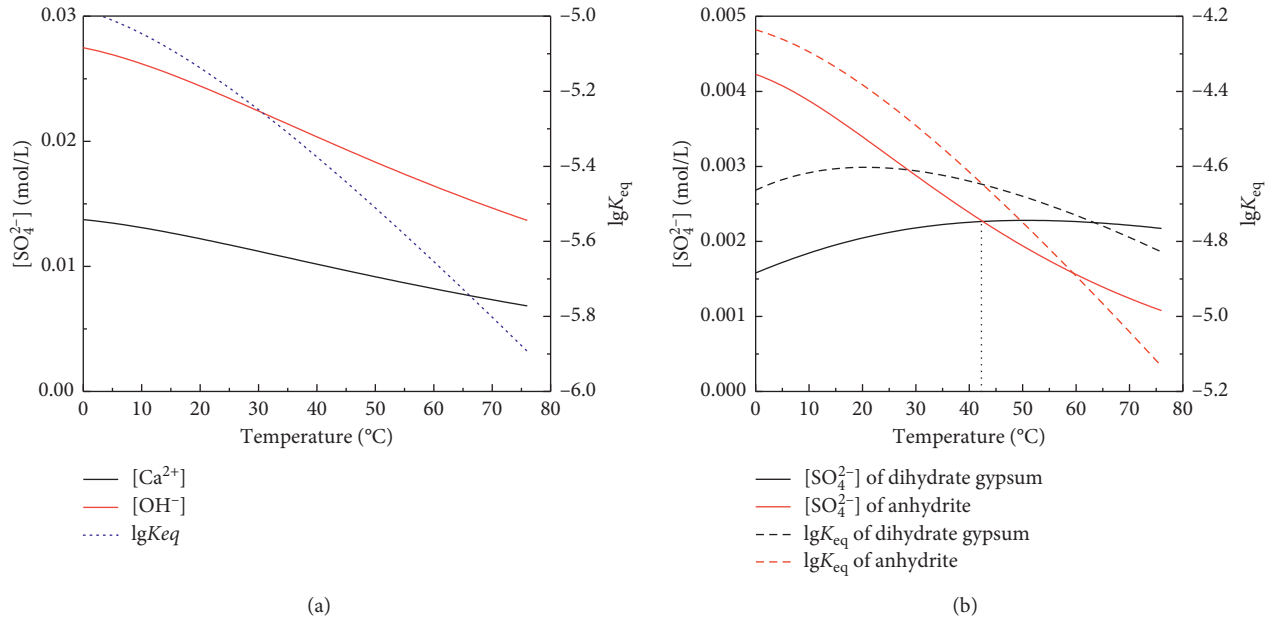 0.03
0.02
0.01
0.00
[SO₄²⁻] (mol/L)
−5.0
−5.2
−5.4
−5.6
−5.8
−6.0
lgKeq
0 10 20 30 40 50 60 70 80
Temperature (°C)
[Ca²⁺]
[OH⁻]
lgKeq
(a)
0.005
0.004
0.003
0.002
0.001
0.000
[SO₄²⁻] (mol/L)
−4.2
−4.4
−4.6
−4.8
−5.0
−5.2
lgKeq
0 10 20 30 40 50 60 70 80
Temperature (°C)
[SO₄²⁻] of dihydrate gypsum
[SO₄²⁻] of anhydrite
lgKeq of dihydrate gypsum
lgKeq of anhydrite
(b)